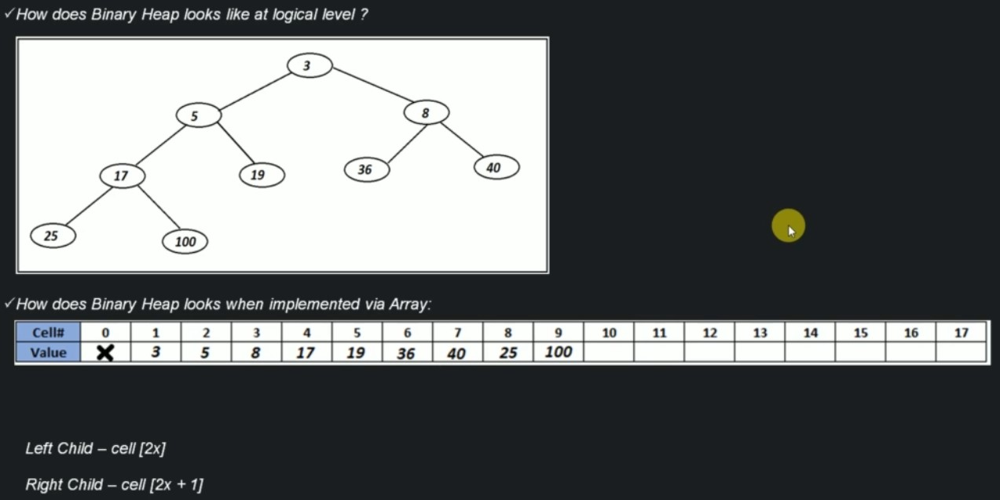 ✓How does Binary Heap looks like at logical level ?
3
5
8
17
19
36
40
25
100
✓How does Binary Heap looks when implemented via Array:
Cell# 0 1 2 3 4 5 6 7 8 9 10 11 12 13 14 15 16 17
Value ✕ 3 5 8 17 19 36 40 25 100
Left Child – cell [2x]
Right Child – cell [2x + 1]